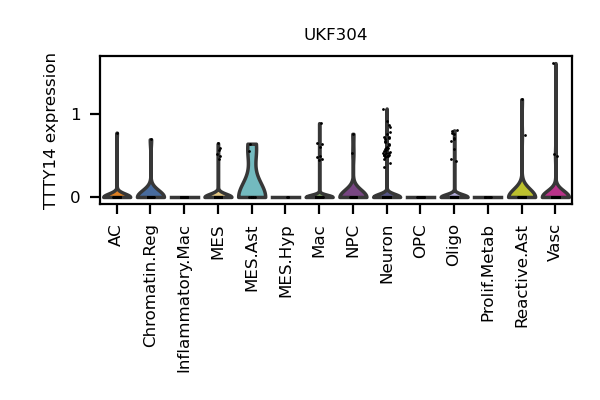 UKF304
TTTY14 expression
1
0
AC
Chromatin.Reg
Inflammatory.Mac
MES
MES.Ast
MES.Hyp
Mac
NPC
Neuron
OPC
Oligo
Prolif.Metab
Reactive.Ast
Vasc